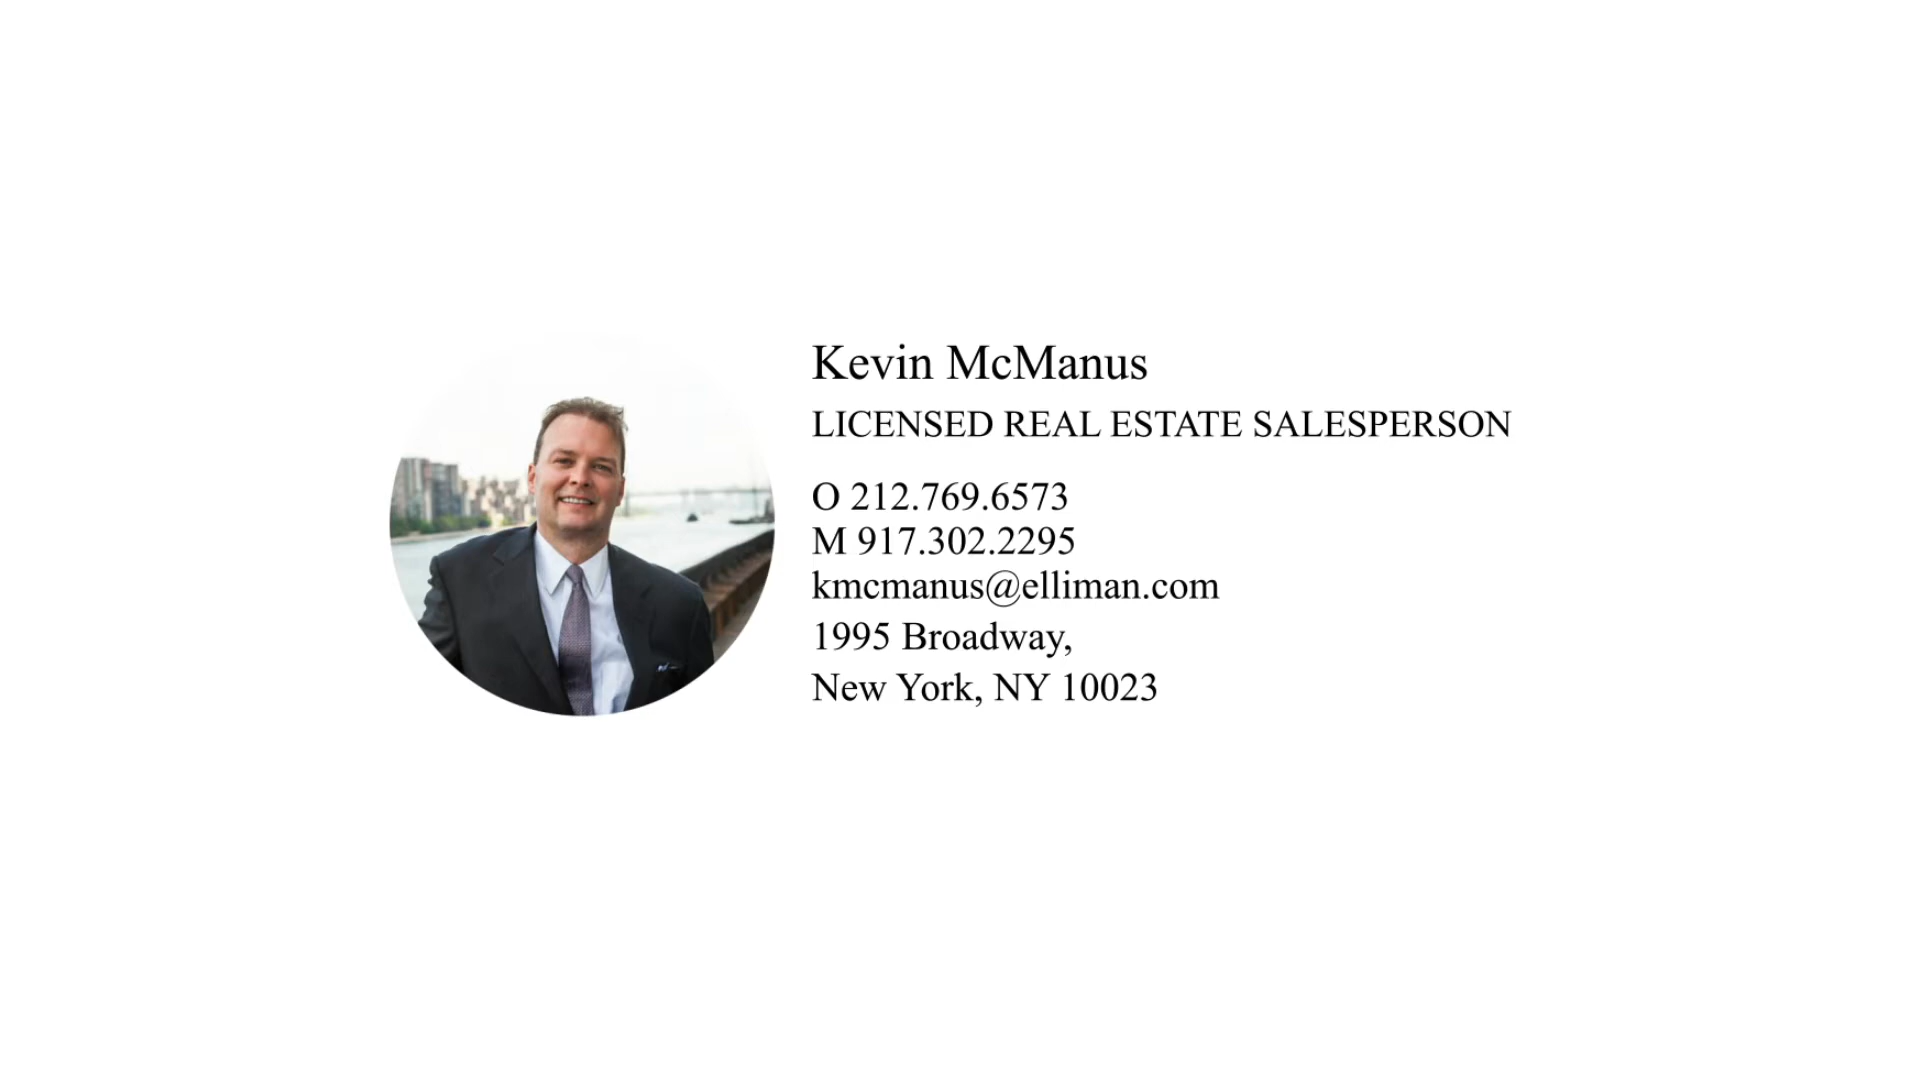 Kevin McManus
LICENSED REAL ESTATE SALESPERSON
O 212.769.6573
M 917.302.2295
kmcmanus@elliman.com
1995 Broadway,
New York, NY 10023